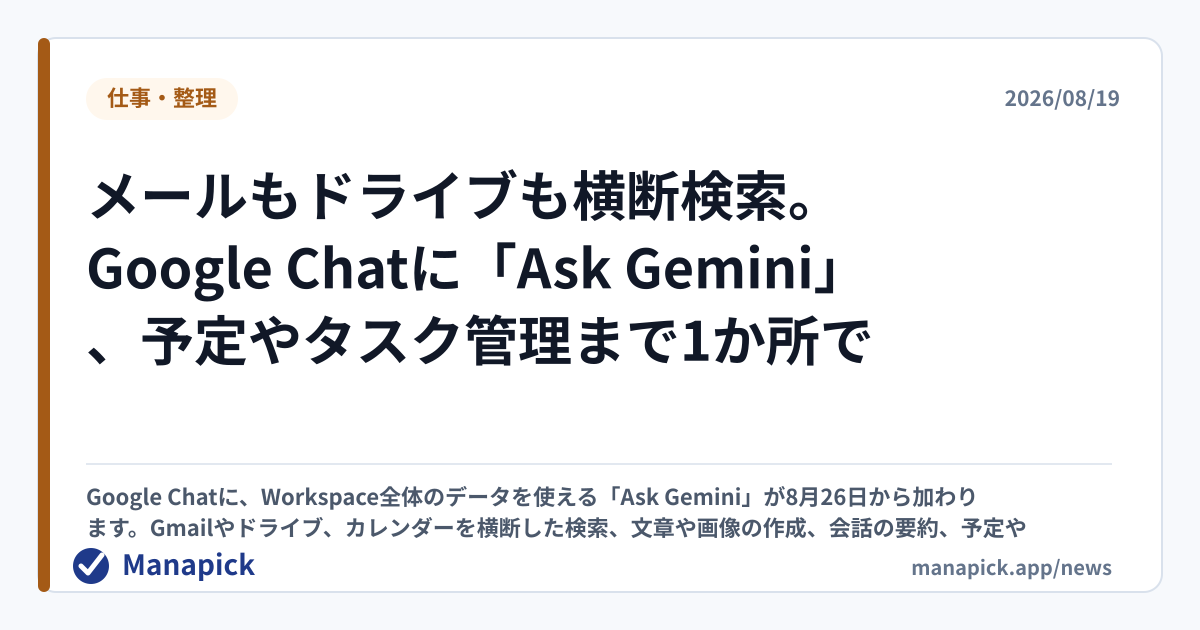 仕事・整理
2026/08/19
メールもドライブも横断検索。
Google Chatに「Ask Gemini」
、予定やタスク管理まで1か所で
Google Chatに、Workspace全体のデータを使える「Ask Gemini」が8月26日から加わり
ます。Gmailやドライブ、カレンダーを横断した検索、文章や画像の作成、会話の要約、予定や
Manapick
manapick.app/news